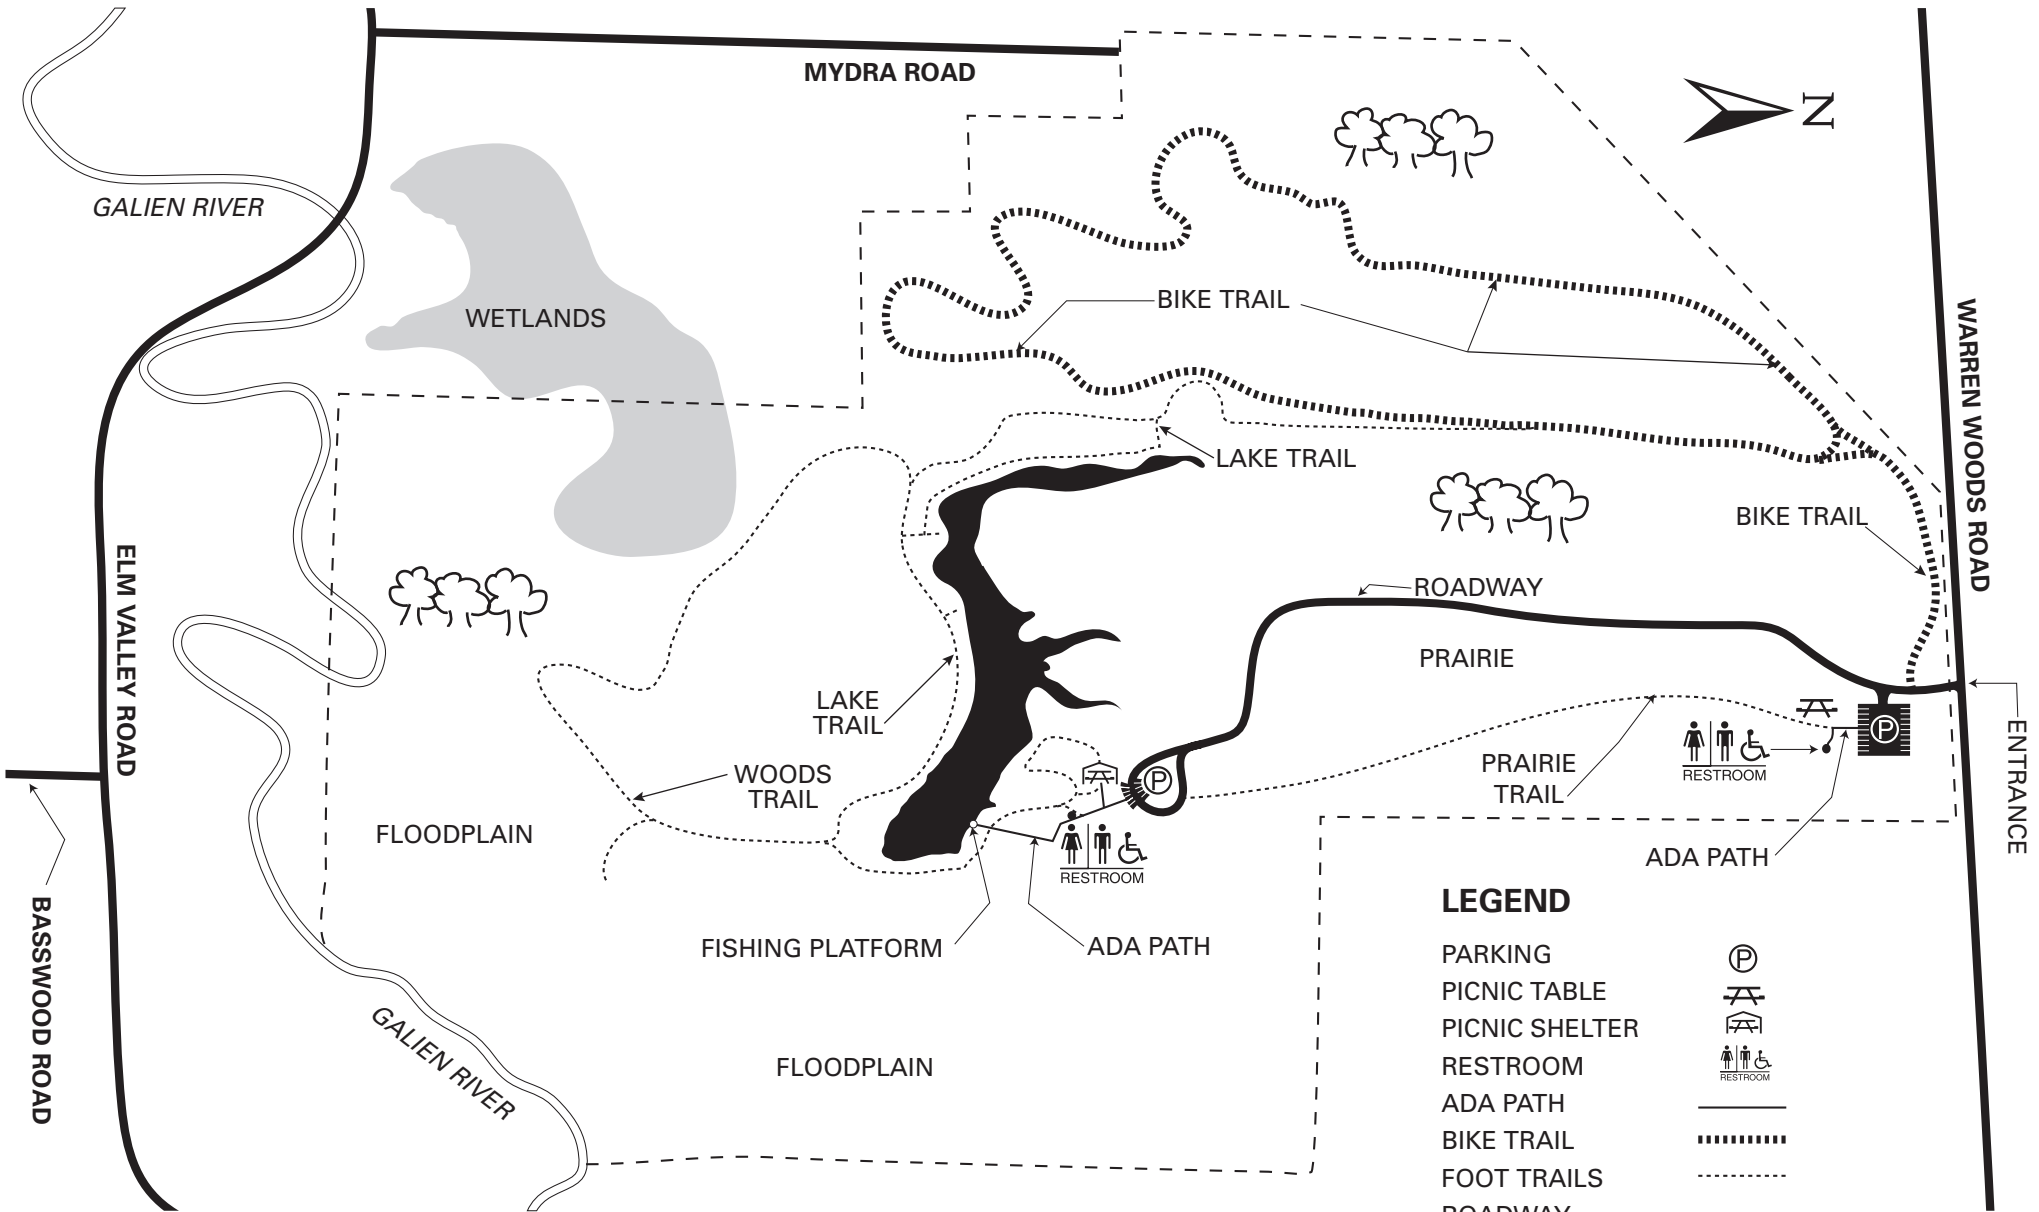 MYDRA ROAD
N
GALIEN RIVER
WETLANDS
BIKE TRAIL
WARREN WOODS ROAD
LAKE TRAIL
BIKE TRAIL
ELM VALLEY ROAD
ROADWAY
PRAIRIE
LAKE
TRAIL
WOODS
TRAIL
P
P
RESTROOM
PRAIRIE
TRAIL
ENTRANCE
FLOODPLAIN
RESTROOM
ADA PATH
BASSWOOD ROAD
FISHING PLATFORM
ADA PATH
GALIEN RIVER
FLOODPLAIN
LEGEND
PARKING P
PICNIC TABLE
PICNIC SHELTER
RESTROOM RESTROOM
ADA PATH
BIKE TRAIL
FOOT TRAILS
ROADWAY